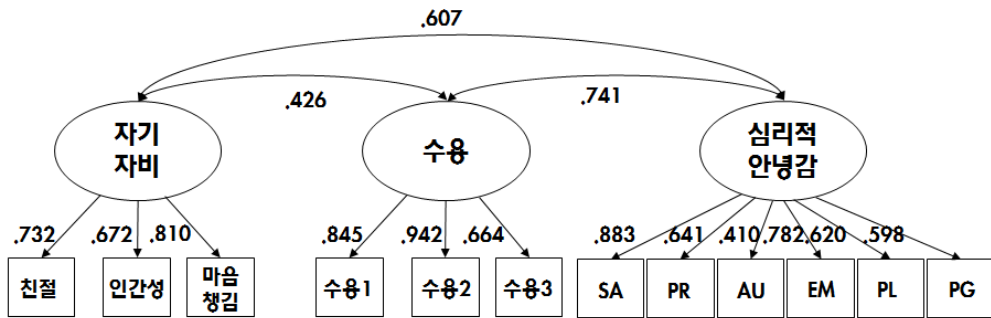 .607
.426
.741
자기
자비
수용
심리적
안녕감
.732
.672
.810
.845
.942
.664
.883
.641
.410
.782
.620
.598
친절
인간성
마음
챙김
수용1
수용2
수용3
SA
PR
AU
EM
PL
PG